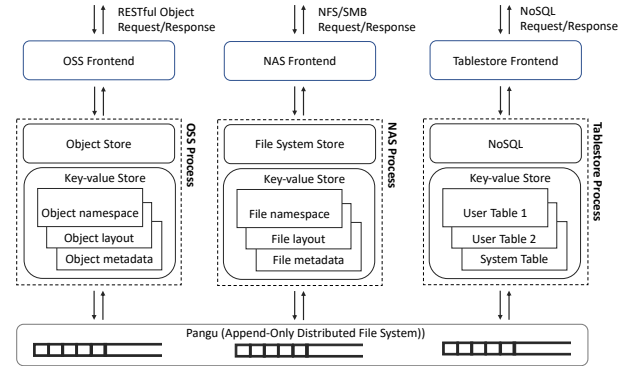 RESTful Object
Request/Response
NFS/SMB
Request/Response
NoSQL
Request/Response
OSS Frontend
NAS Frontend
Tablestore Frontend
Object Store
Key-value Store
Object namespace
Object layout
Object metadata
OSS Process
File System Store
Key-value Store
File namespace
File layout
File metadata
NAS Process
NoSQL
Key-value Store
User Table 1
User Table 2
System Table
Tablestore Process
Pangu (Append-Only Distributed File System))